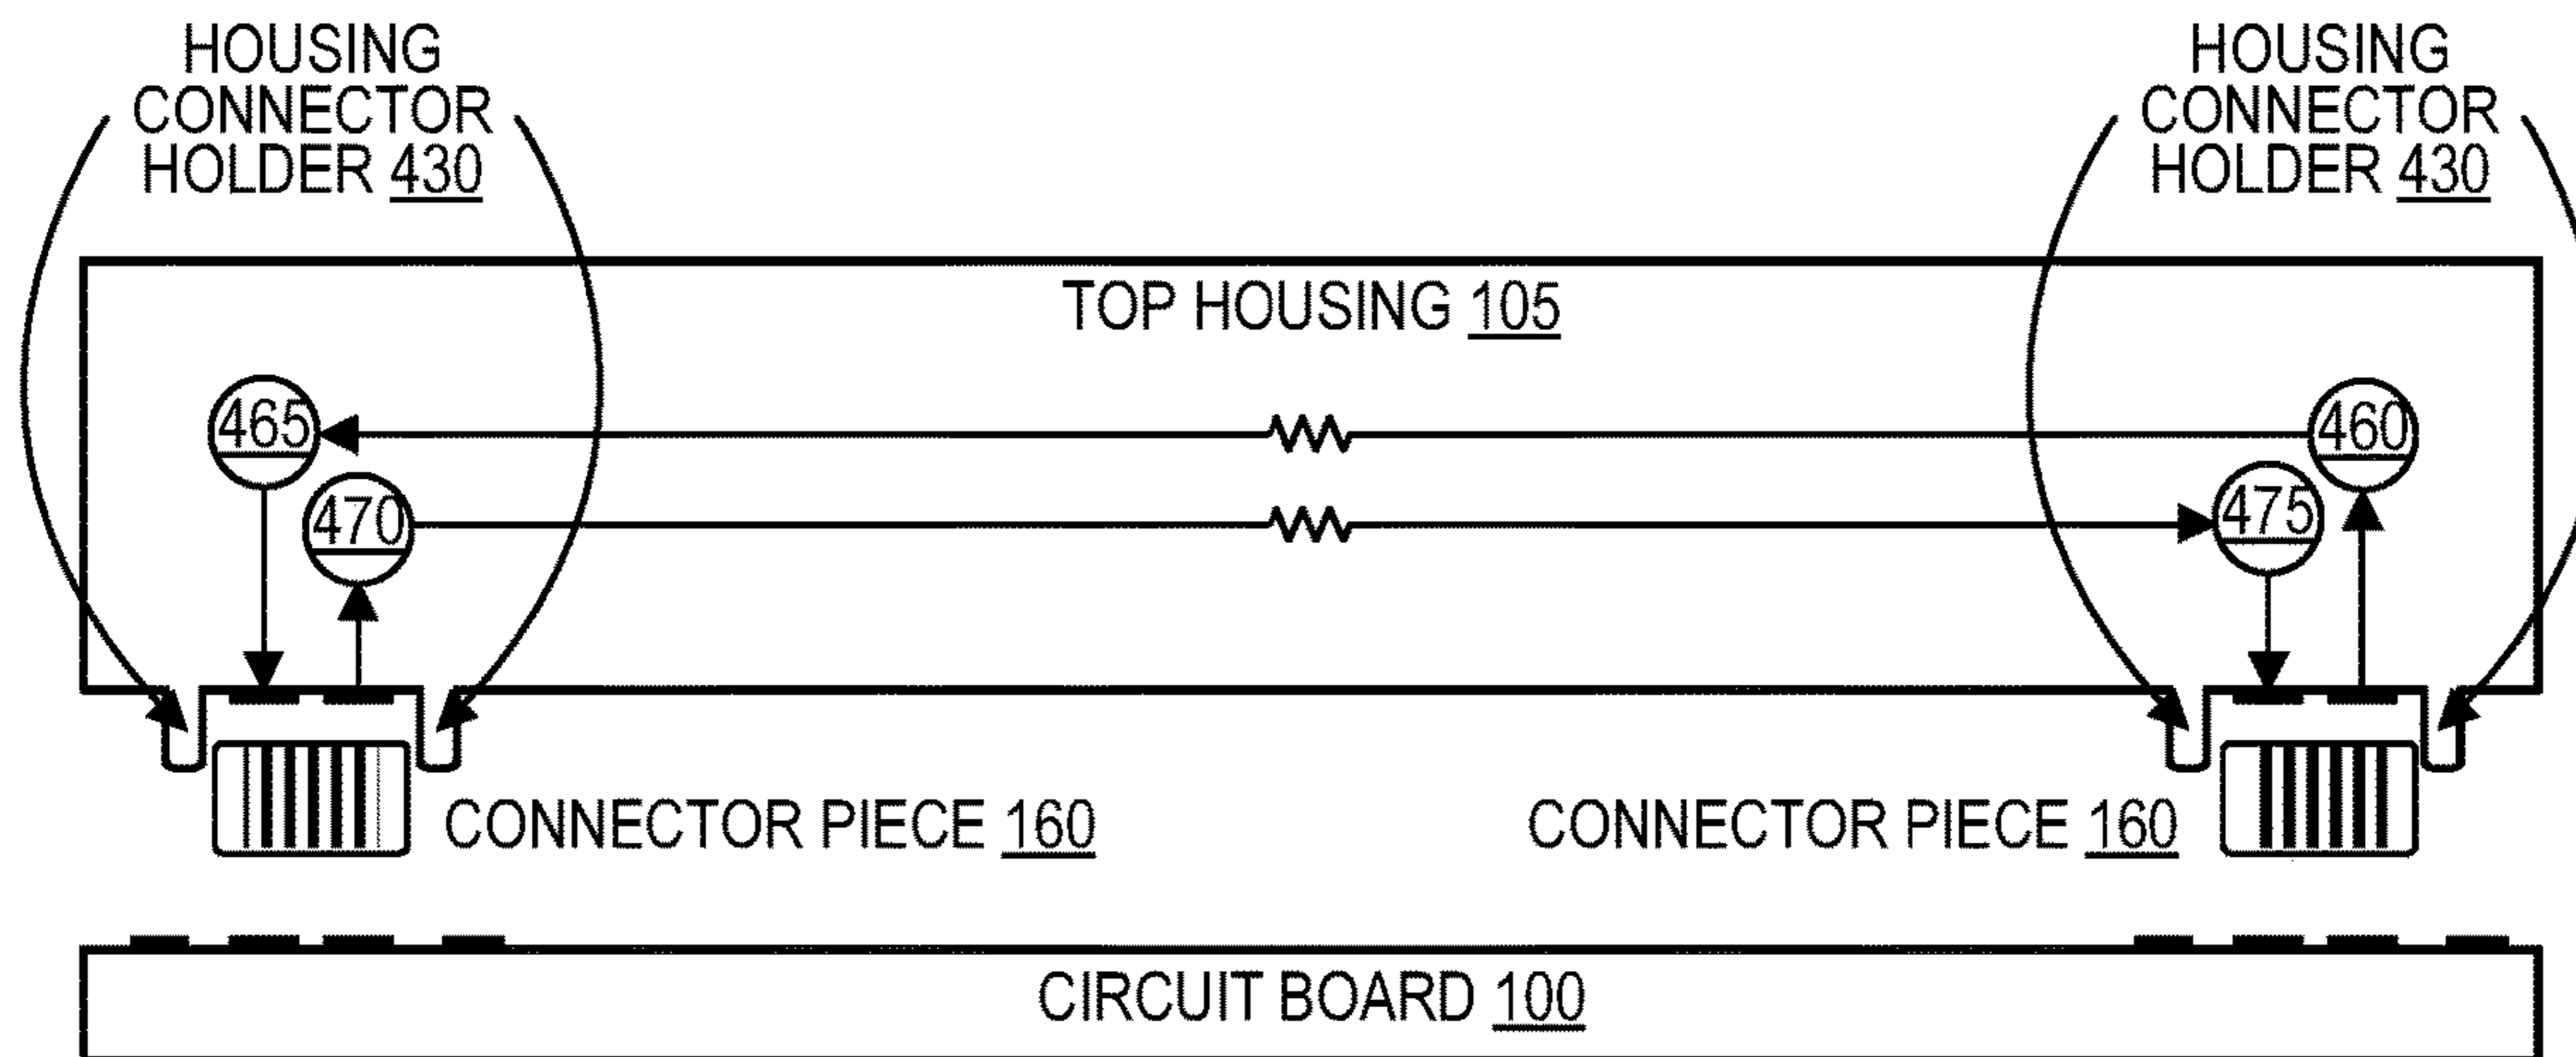 HOUSING
CONNECTOR
HOLDER 430
HOUSING
CONNECTOR
HOLDER 430
TOP HOUSING 105
465
460
470
475
CONNECTOR PIECE 160
CONNECTOR PIECE 160
CIRCUIT BOARD 100